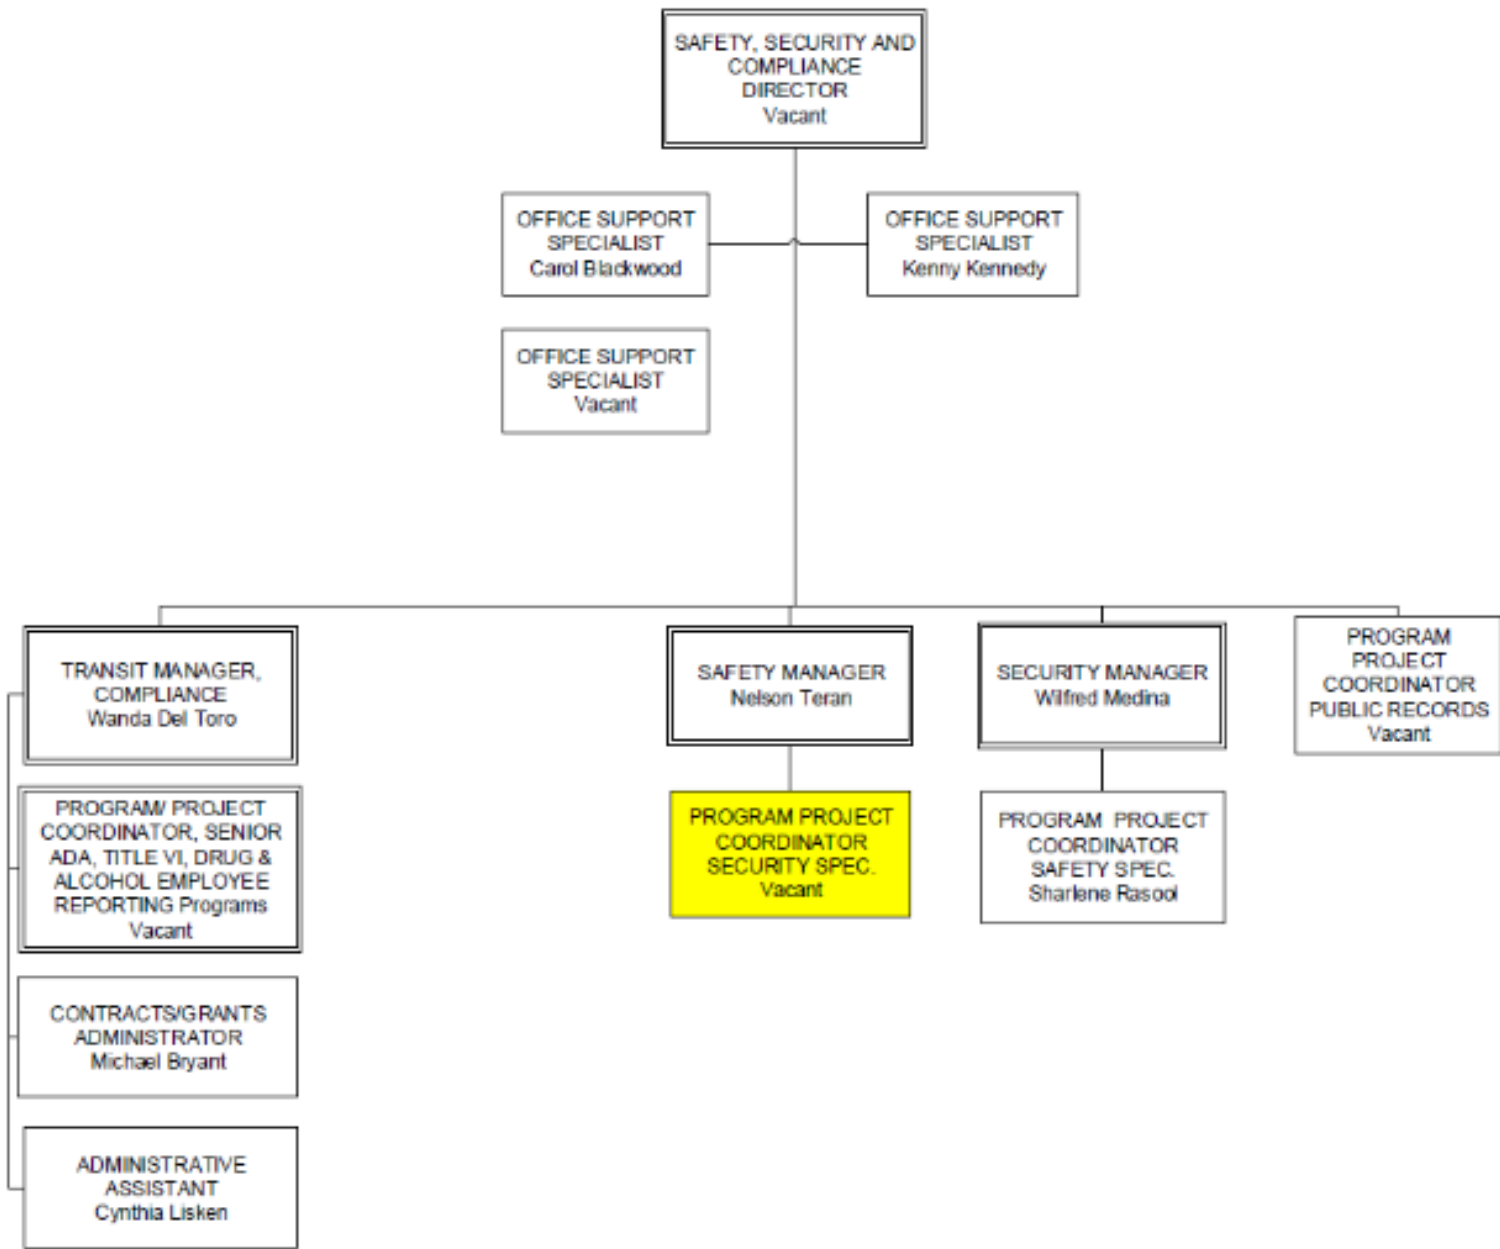 SAFETY, SECURITY AND
COMPLIANCE
DIRECTOR
Vacant
OFFICE SUPPORT
SPECIALIST
Carol Blackwood
OFFICE SUPPORT
SPECIALIST
Kenny Kennedy
OFFICE SUPPORT
SPECIALIST
Vacant
TRANSIT MANAGER,
COMPLIANCE
Wanda Del Toro
SAFETY MANAGER
Nelson Teran
SECURITY MANAGER
Wilfred Medina
PROGRAM
PROJECT
COORDINATOR
PUBLIC RECORDS
Vacant
PROGRAM/ PROJECT
COORDINATOR, SENIOR
ADA, TITLE VI, DRUG &
ALCOHOL EMPLOYEE
REPORTING Programs
Vacant
PROGRAM PROJECT
COORDINATOR
SECURITY SPEC.
Vacant
PROGRAM PROJECT
COORDINATOR
SAFETY SPEC.
Sharlene Rasool
CONTRACTS/GRANTS
ADMINISTRATOR
Michael Bryant
ADMINISTRATIVE
ASSISTANT
Cynthia Lisken